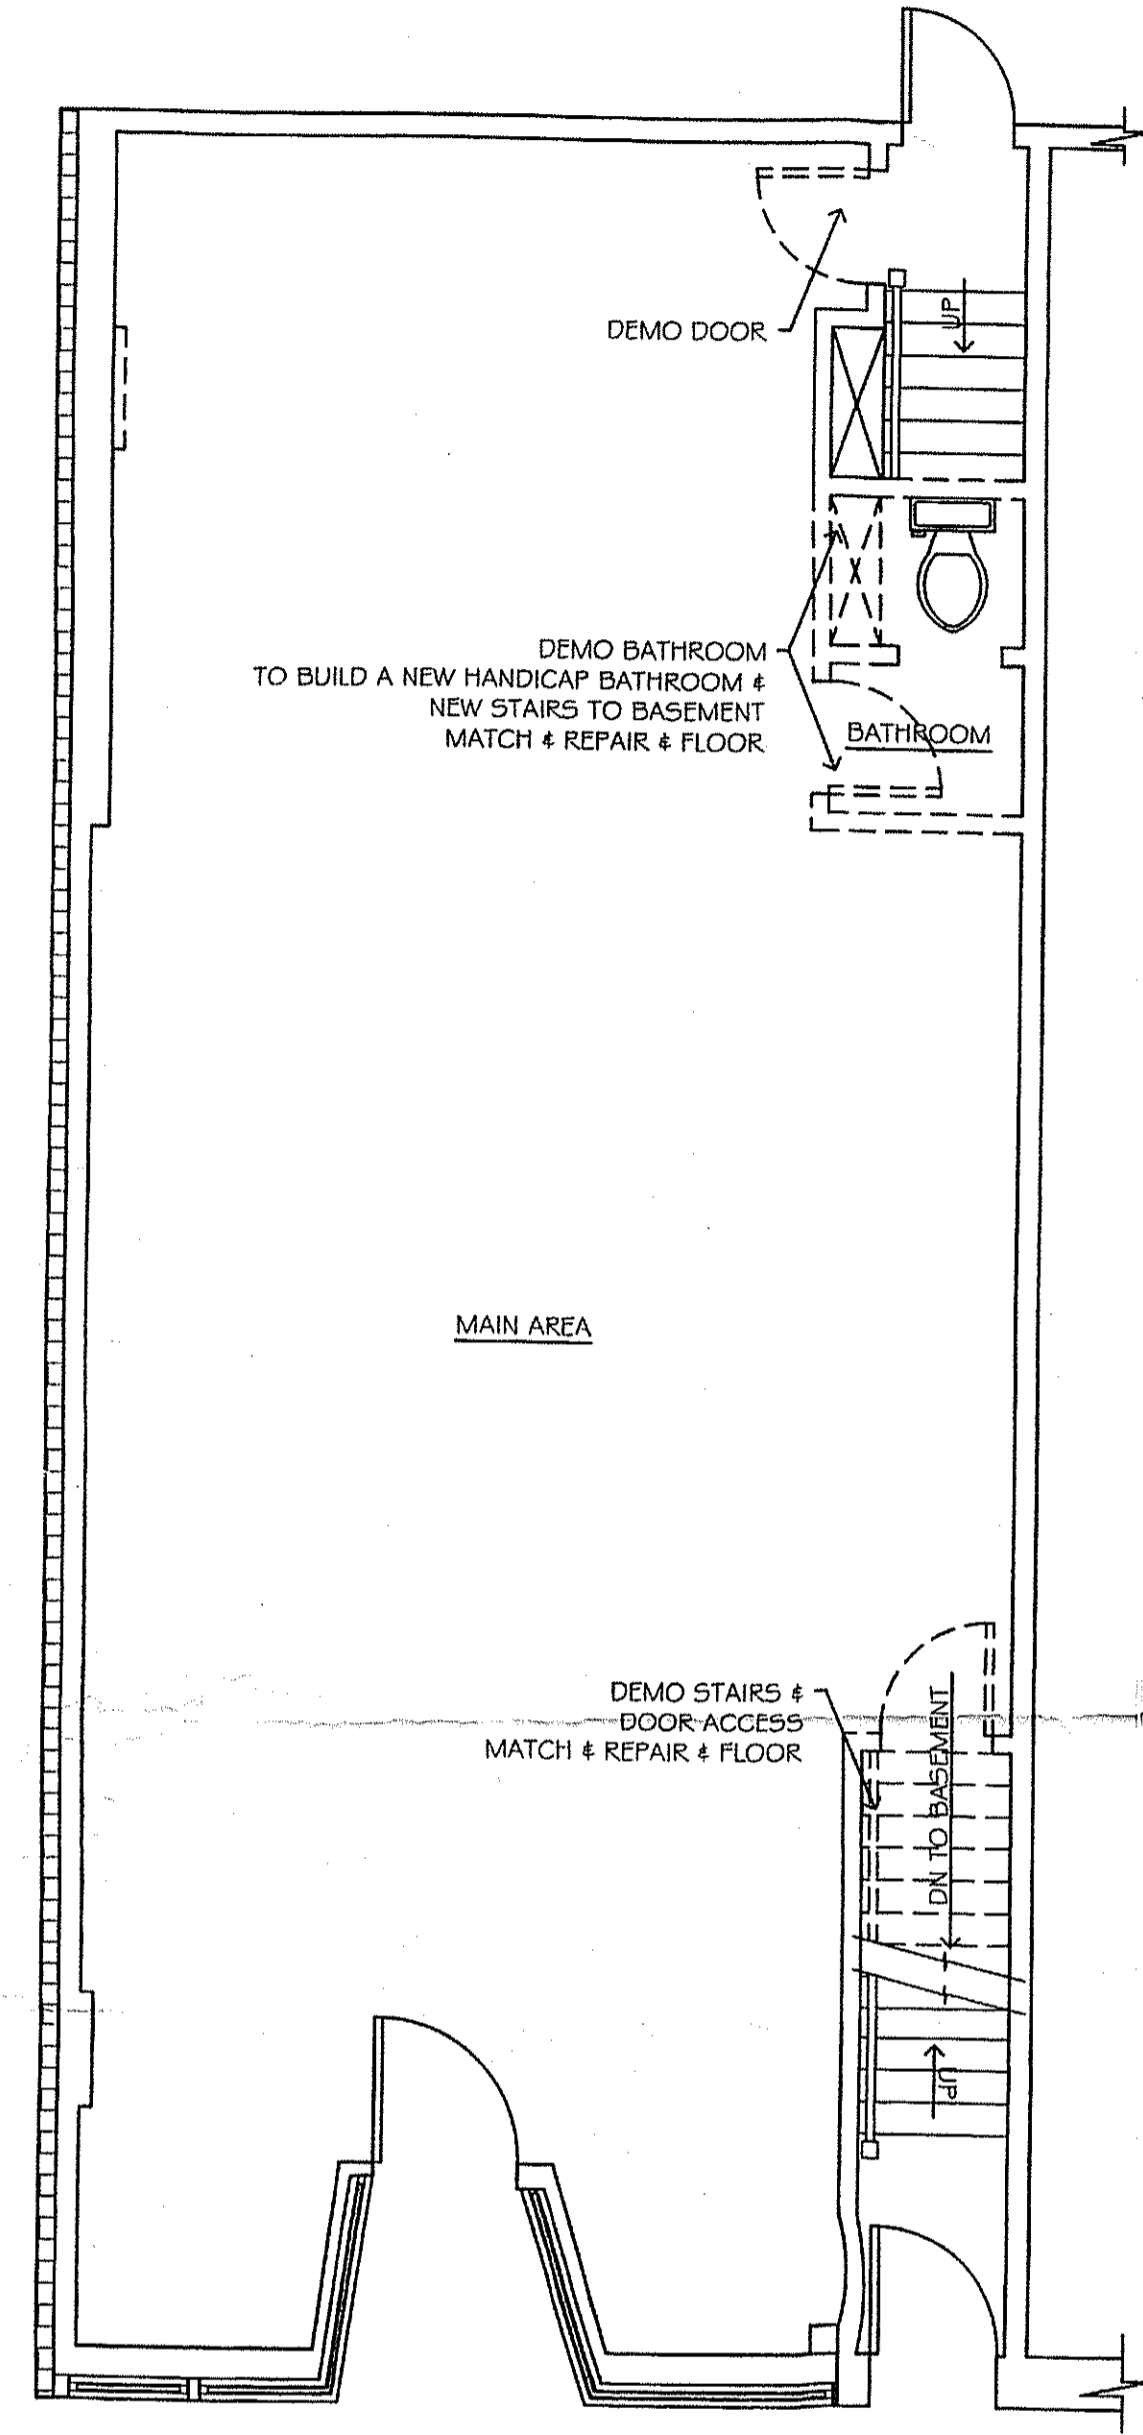 UP
DEMO DOOR
DEMO BATHROOM
TO BUILD A NEW HANDICAP BATHROOM &
NEW STAIRS TO BASEMENT
MATCH & REPAIR & FLOOR
BATHROOM
MAIN AREA
DEMO STAIRS &
DOOR ACCESS
MATCH & REPAIR & FLOOR
DN TO BASEMENT
UP